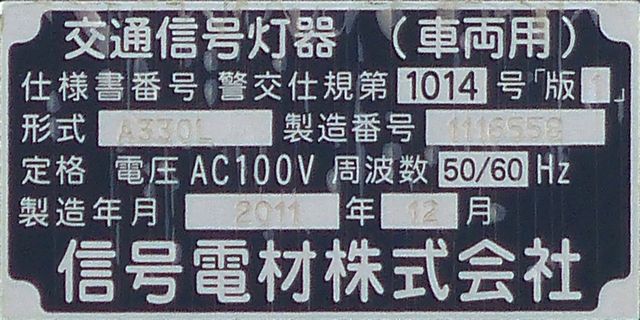 交通信号灯器 (車両用)
仕様書番号 警交仕規第 1014 号「版1」
形式 A330L 製造番号 1116559
定格 電圧 AC100V 周波数 50/60 Hz
製造年月 2011 年 12 月
信号電材株式会社